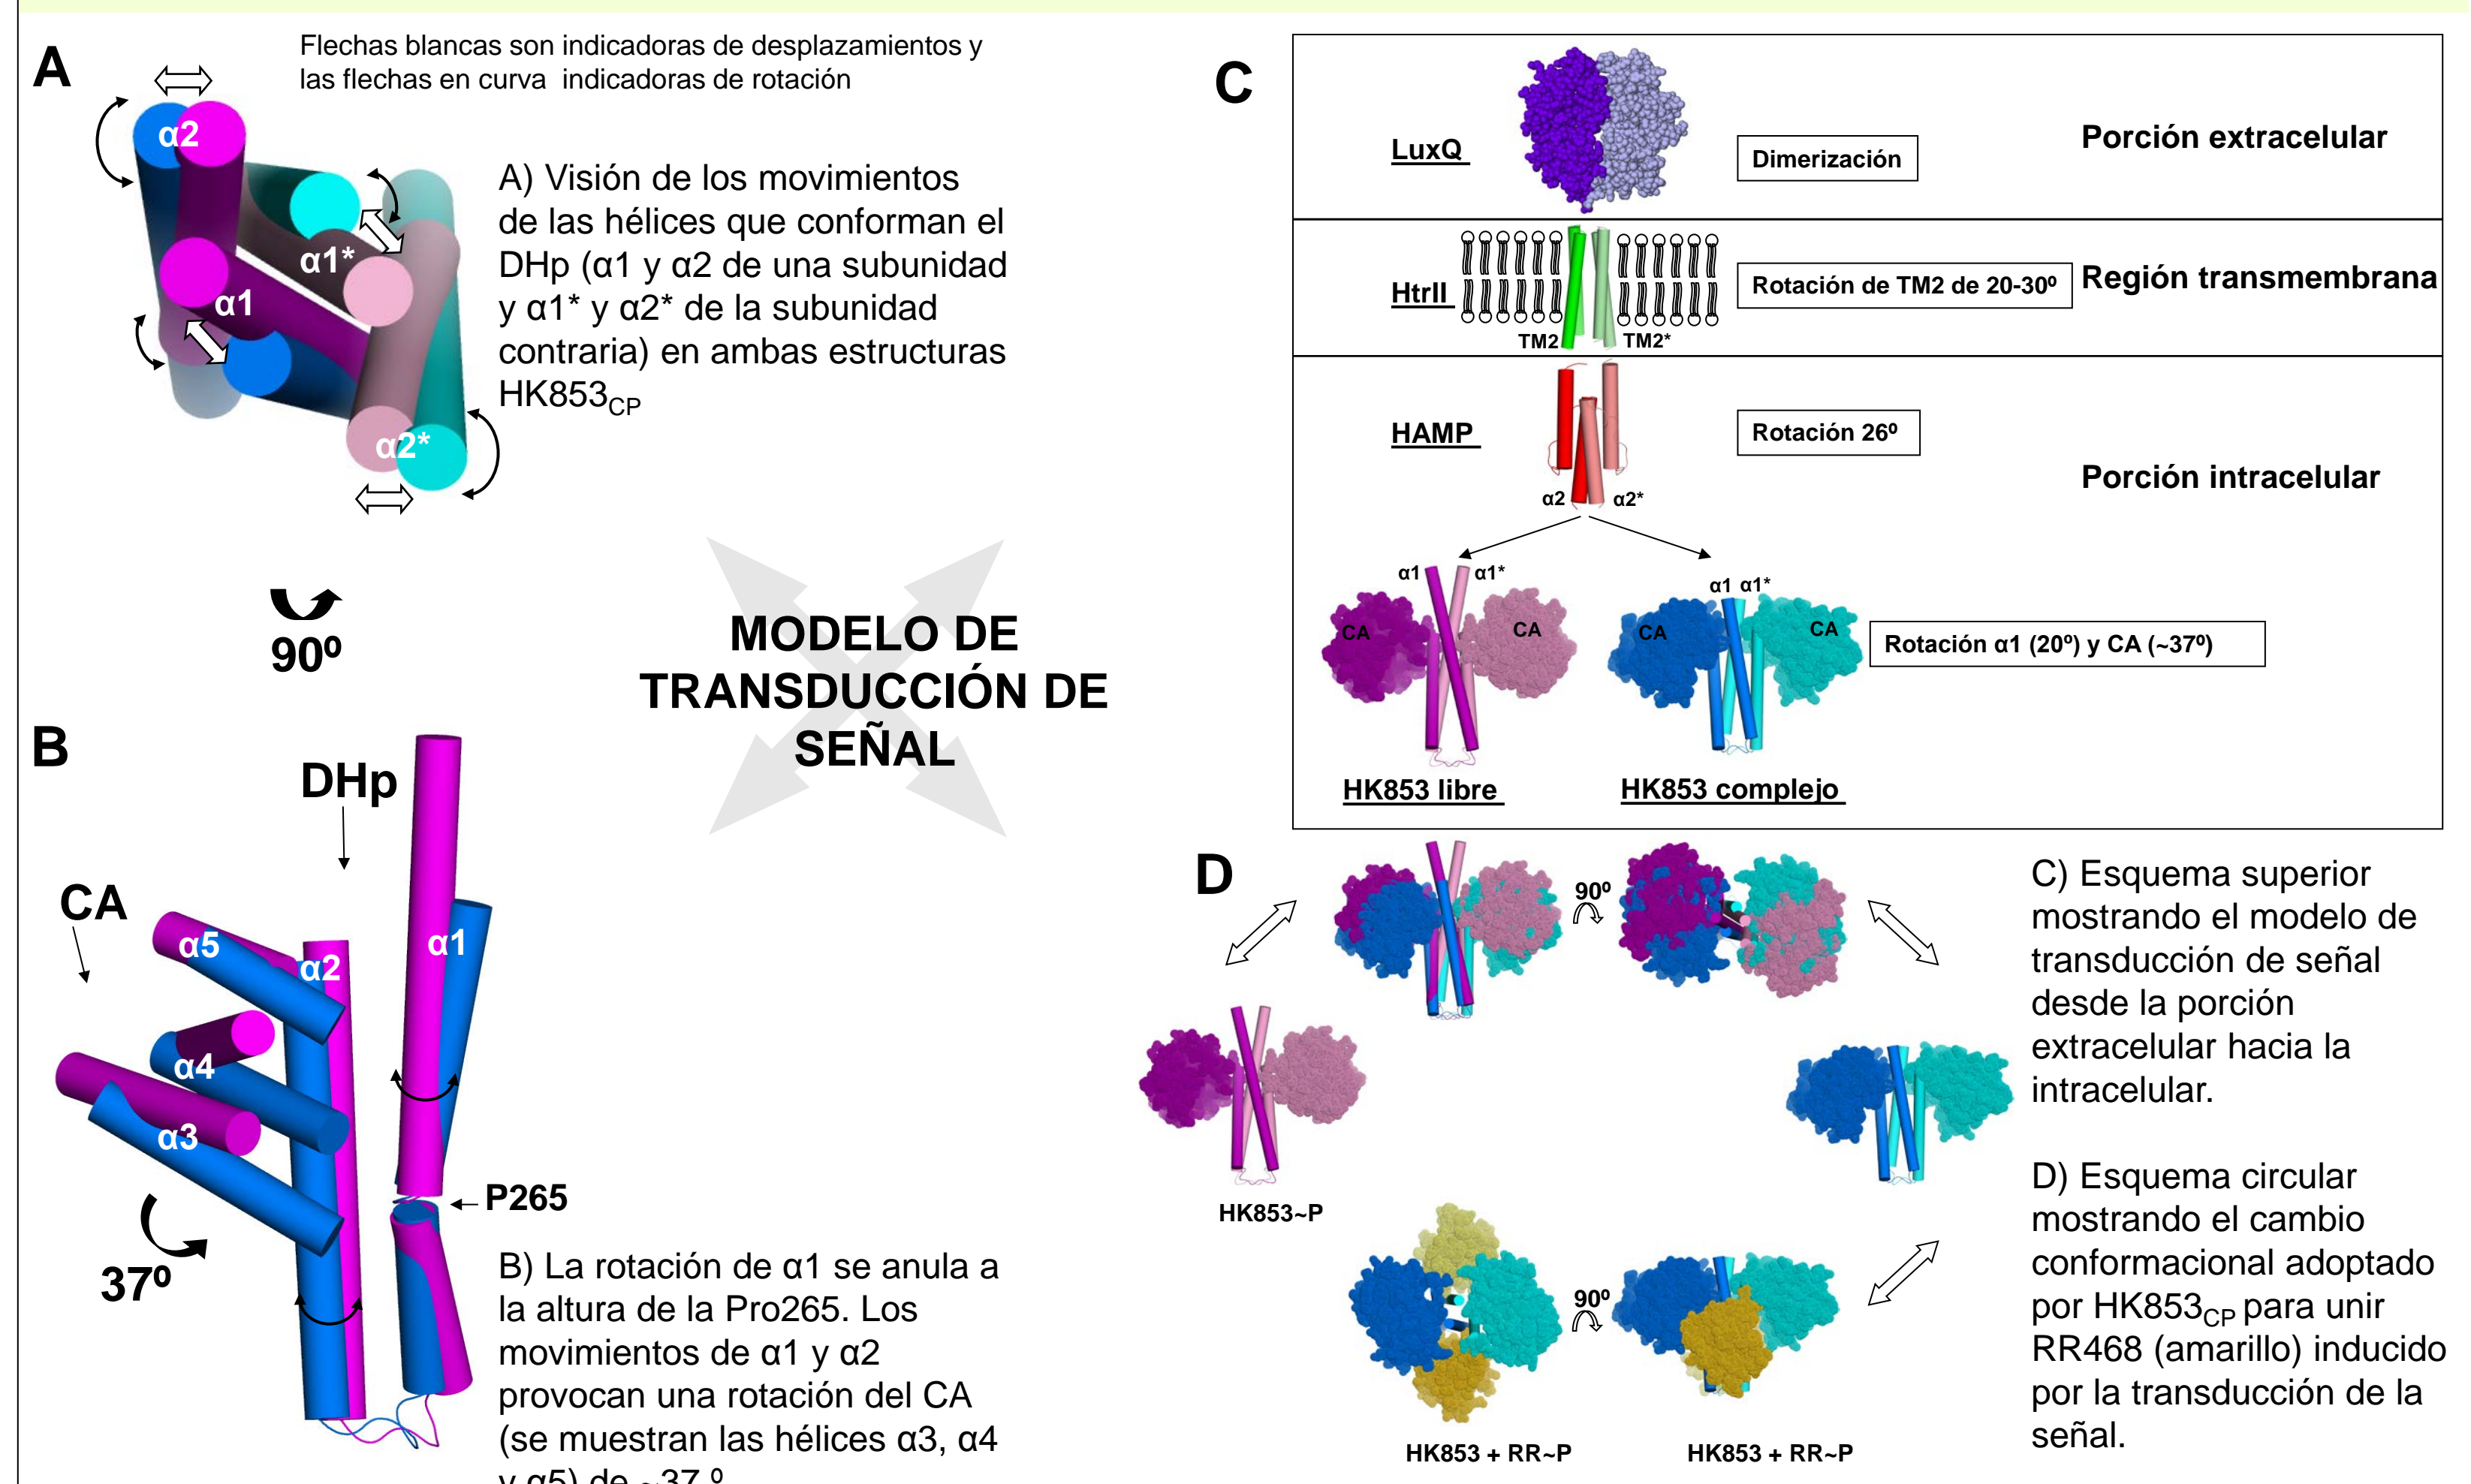 A
Flechas blancas son indicadoras de desplazamientos y
las flechas en curva  indicadoras de rotación
α2
α1*
α1
α2*
A) Visión de los movimientos
de las hélices que conforman el
DHp (α1 y α2 de una subunidad
y α1* y α2* de la subunidad
contraria) en ambas estructuras
HK853CP
90º
MODELO DE
TRANSDUCCIÓN DE
SEÑAL
B
DHp
CA
α5
α2
α1
α4
α3
P265
37º
B) La rotación de α1 se anula a
la altura de la Pro265. Los
movimientos de α1 y α2
provocan una rotación del CA
(se muestran las hélices α3, α4
y α5) de ~37 º
C
LuxQ
Dimerización
Porción extracelular
HtrII
TM2
TM2*
Rotación de TM2 de 20-30º
Región transmembrana
HAMP
Rotación 26º
α2
α2*
Porción intracelular
α1
α1*
CA
CA
α1 α1*
CA
CA
Rotación α1 (20º) y CA (~37º)
HK853 libre
HK853 complejo
D
90º
HK853~P
90º
HK853 + RR~P
HK853 + RR~P
C) Esquema superior
mostrando el modelo de
transducción de señal
desde la porción
extracelular hacia la
intracelular.
D) Esquema circular
mostrando el cambio
conformacional adoptado
por HK853CP para unir
RR468 (amarillo) inducido
por la transducción de la
señal.